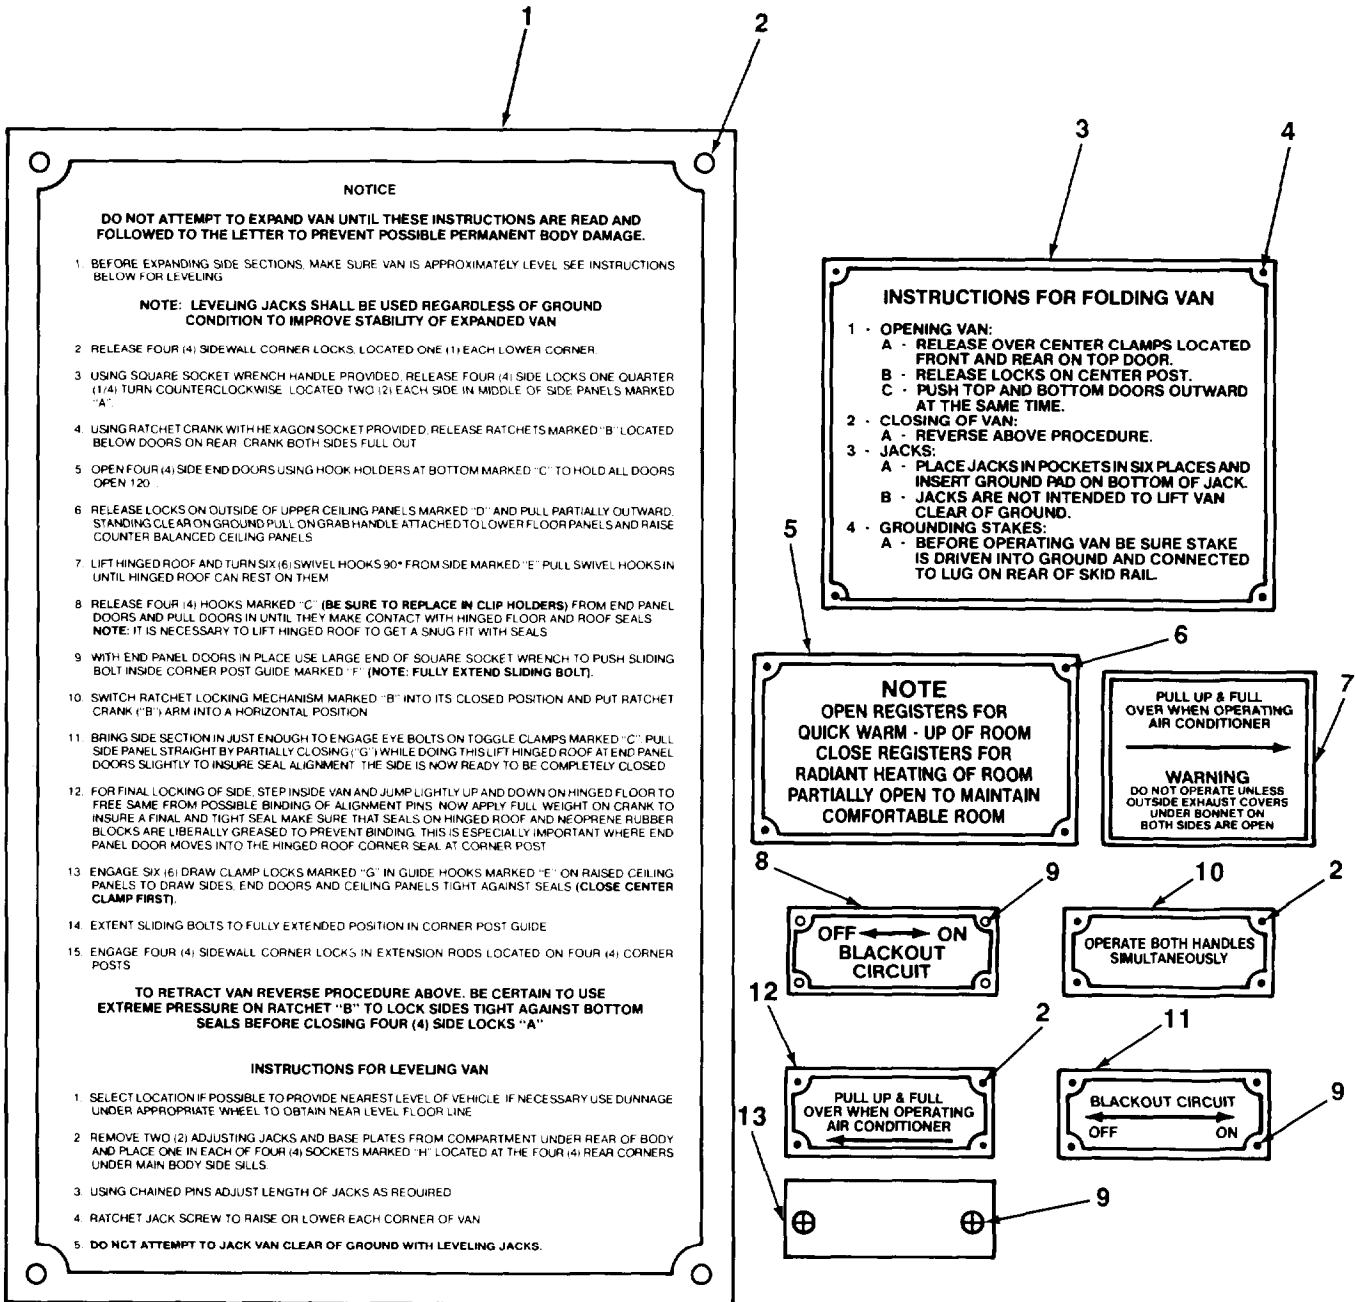 1
2
NOTICE
DO NOT ATTEMPT TO EXPAND VAN UNTIL THESE INSTRUCTIONS ARE READ AND
FOLLOWED TO THE LETTER TO PREVENT POSSIBLE PERMANENT BODY DAMAGE.
1. BEFORE EXPANDING SIDE SECTIONS, MAKE SURE VAN IS APPROXIMATELY LEVEL SEE INSTRUCTIONS
BELOW FOR LEVELING
NOTE: LEVELING JACKS SHALL BE USED REGARDLESS OF GROUND
CONDITION TO IMPROVE STABILITY OF EXPANDED VAN
2 RELEASE FOUR (4) SIDEWALL CORNER LOCKS, LOCATED ONE (1) EACH LOWER CORNER.
3 USING SQUARE SOCKET WRENCH HANDLE PROVIDED, RELEASE FOUR (4) SIDE LOCKS ONE QUARTER
(1/4) TURN COUNTERCLOCKWISE. LOCATED TWO (2) EACH SIDE IN MIDDLE OF SIDE PANELS MARKED
"A".
4. USING RATCHET CRANK WITH HEXAGON SOCKET PROVIDED, RELEASE RATCHETS MARKED "B" LOCATED
BELOW DOORS ON REAR. CRANK BOTH SIDES FULL OUT
5 OPEN FOUR (4) SIDE END DOORS USING HOOK HOLDERS AT BOTTOM MARKED "C" TO HOLD ALL DOORS
OPEN 120
6 RELEASE LOCKS ON OUTSIDE OF UPPER CEILING PANELS MARKED "D" AND PULL PARTIALLY OUTWARD.
STANDING CLEAR ON GROUND PULL ON GRAB HANDLE ATTACHED TO LOWER FLOOR PANELS AND RAISE
COUNTER BALANCED CEILING PANELS
7. LIFT HINGED ROOF AND TURN SIX (6) SWIVEL HOOKS 90° FROM SIDE MARKED "E" PULL SWIVEL HOOKS IN
UNTIL HINGED ROOF CAN REST ON THEM
8 RELEASE FOUR (4) HOOKS MARKED "C" (BE SURE TO REPLACE IN CLIP HOLDERS) FROM END PANEL
DOORS AND PULL DOORS IN UNTIL THEY MAKE CONTACT WITH HINGED FLOOR AND ROOF SEALS
NOTE: IT IS NECESSARY TO LIFT HINGED ROOF TO GET A SNUG FIT WITH SEALS
9 WITH END PANEL DOORS IN PLACE USE LARGE END OF SQUARE SOCKET WRENCH TO PUSH SLIDING
BOLT INSIDE CORNER POST GUIDE MARKED "F" (NOTE: FULLY EXTEND SLIDING BOLT).
10. SWITCH RATCHET LOCKING MECHANISM MARKED "B" INTO ITS CLOSED POSITION AND PUT RATCHET
CRANK ("B") ARM INTO A HORIZONTAL POSITION
11. BRING SIDE SECTION IN JUST ENOUGH TO ENGAGE EYE BOLTS ON TOGGLE CLAMPS MARKED "C". PULL
SIDE PANEL STRAIGHT BY PARTIALLY CLOSING ("G") WHILE DOING THIS LIFT HINGED ROOF AT END PANEL
DOORS SLIGHTLY TO INSURE SEAL ALIGNMENT THE SIDE IS NOW READY TO BE COMPLETELY CLOSED
12. FOR FINAL LOCKING OF SIDE, STEP INSIDE VAN AND JUMP LIGHTLY UP AND DOWN ON HINGED FLOOR TO
FREE SAME FROM POSSIBLE BINDING OF ALIGNMENT PINS NOW APPLY FULL WEIGHT ON CRANK TO
INSURE A FINAL AND TIGHT SEAL MAKE SURE THAT SEALS ON HINGED ROOF AND NEOPRENE RUBBER
BLOCKS ARE LIBERALLY GREASED TO PREVENT BINDING. THIS IS ESPECIALLY IMPORTANT WHERE END
PANEL DOOR MOVES INTO THE HINGED ROOF CORNER SEAL AT CORNER POST
13 ENGAGE SIX (6) DRAW CLAMP LOCKS MARKED "G" IN GUIDE HOOKS MARKED "E" ON RAISED CEILING
PANELS TO DRAW SIDES, END DOORS AND CEILING PANELS TIGHT AGAINST SEALS (CLOSE CENTER
CLAMP FIRST).
14. EXTENT SLIDING BOLTS TO FULLY EXTENDED POSITION IN CORNER POST GUIDE
15. ENGAGE FOUR (4) SIDEWALL CORNER LOCKS IN EXTENSION RODS LOCATED ON FOUR (4) CORNER
POSTS
TO RETRACT VAN REVERSE PROCEDURE ABOVE. BE CERTAIN TO USE
EXTREME PRESSURE ON RATCHET "B" TO LOCK SIDES TIGHT AGAINST BOTTOM
SEALS BEFORE CLOSING FOUR (4) SIDE LOCKS "A"
INSTRUCTIONS FOR LEVELING VAN
1. SELECT LOCATION IF POSSIBLE TO PROVIDE NEAREST LEVEL OF VEHICLE. IF NECESSARY USE DUNNAGE
UNDER APPROPRIATE WHEEL TO OBTAIN NEAR LEVEL FLOOR LINE
2 REMOVE TWO (2) ADJUSTING JACKS AND BASE PLATES FROM COMPARTMENT UNDER REAR OF BODY
AND PLACE ONE IN EACH OF FOUR (4) SOCKETS MARKED "H" LOCATED AT THE FOUR (4) REAR CORNERS
UNDER MAIN BODY SIDE SILLS.
3. USING CHAINED PINS ADJUST LENGTH OF JACKS AS REQUIRED
4. RATCHET JACK SCREW TO RAISE OR LOWER EACH CORNER OF VAN
5. DO NOT ATTEMPT TO JACK VAN CLEAR OF GROUND WITH LEVELING JACKS.
3
4
INSTRUCTIONS FOR FOLDING VAN
1 - OPENING VAN:
A - RELEASE OVER CENTER CLAMPS LOCATED
FRONT AND REAR ON TOP DOOR.
B - RELEASE LOCKS ON CENTER POST.
C - PUSH TOP AND BOTTOM DOORS OUTWARD
AT THE SAME TIME.
2 - CLOSING OF VAN:
A - REVERSE ABOVE PROCEDURE.
3 - JACKS:
A - PLACE JACKS IN POCKETS IN SIX PLACES AND
INSERT GROUND PAD ON BOTTOM OF JACK.
B - JACKS ARE NOT INTENDED TO LIFT VAN
CLEAR OF GROUND.
4 - GROUNDING STAKES:
A - BEFORE OPERATING VAN BE SURE STAKE
IS DRIVEN INTO GROUND AND CONNECTED
TO LUG ON REAR OF SKID RAIL.
5
6
NOTE
OPEN REGISTERS FOR
QUICK WARM - UP OF ROOM
CLOSE REGISTERS FOR
RADIANT HEATING OF ROOM
PARTIALLY OPEN TO MAINTAIN
COMFORTABLE ROOM
7
PULL UP & FULL
OVER WHEN OPERATING
AIR CONDITIONER
WARNING
DO NOT OPERATE UNLESS
OUTSIDE EXHAUST COVERS
UNDER BONNET ON
BOTH SIDES ARE OPEN
8
9
OFF ON
BLACKOUT
CIRCUIT
10
2
OPERATE BOTH HANDLES
SIMULTANEOUSLY
12
2
PULL UP & FULL
OVER WHEN OPERATING
AIR CONDITIONER
11
9
BLACKOUT CIRCUIT
OFF ON
13
9